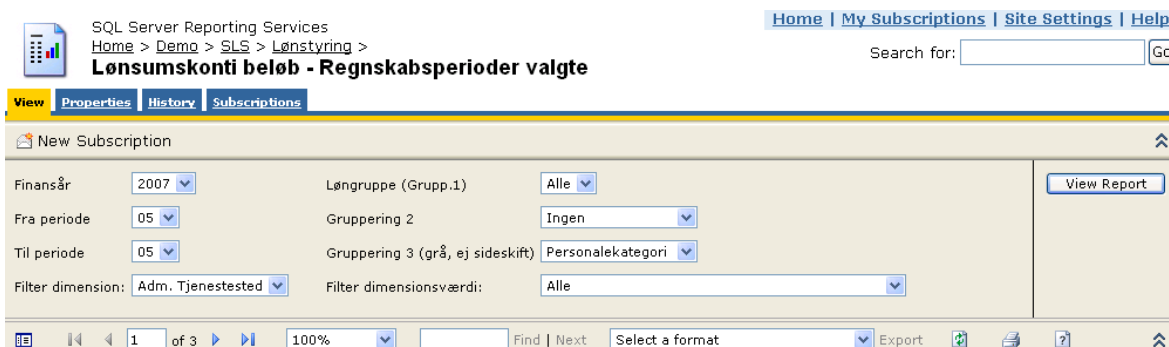 SQL Server Reporting Services
Home | My Subscriptions | Site Settings | Help
Home > Demo > SLS > Lønstyring >
Search for: Go
Lønsumskonti beløb - Regnskabsperioder valgte
View Properties History Subscriptions
New Subscription
Finansår 2007 Løngruppe (Grupp.1) Alle View Report
Fra periode 05 Gruppering 2 Ingen
Til periode 05 Gruppering 3 (grå, ej sideskift) Personalekategori
Filter dimension: Adm. Tjenestested Filter dimensionsværdi: Alle
1 of 3 100% Find | Next Select a format Export